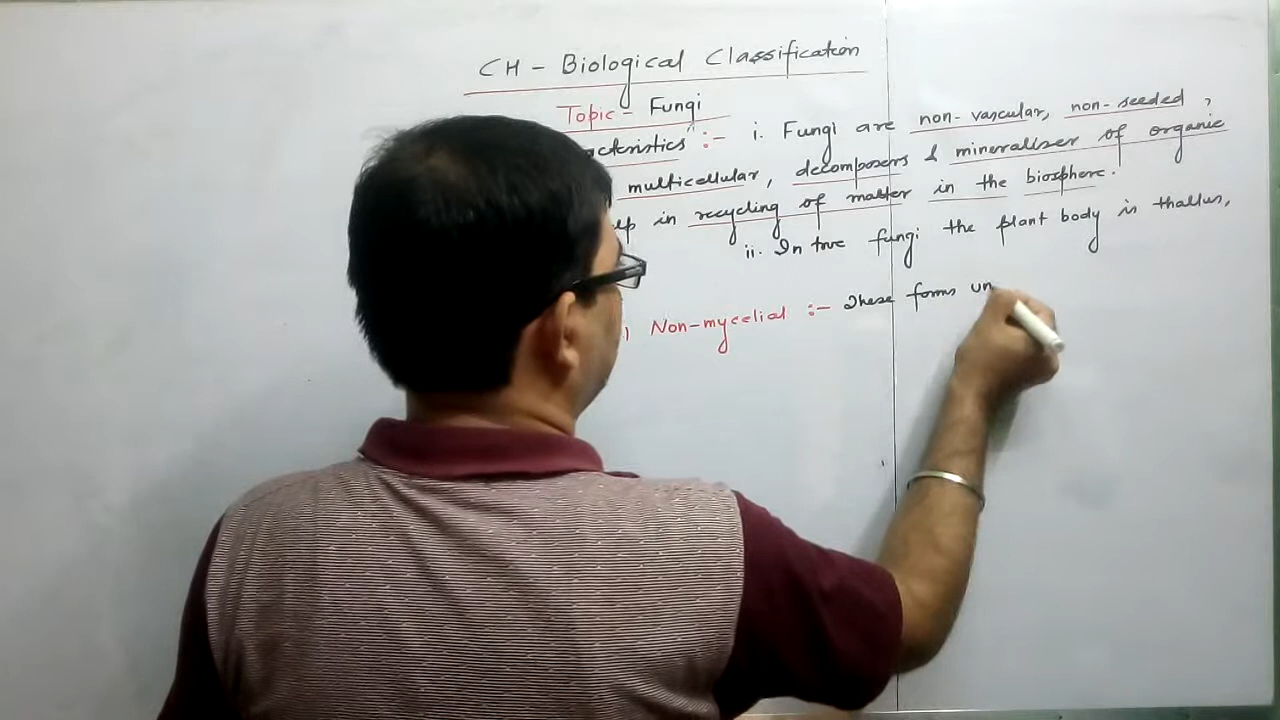 CH - Biological Classification
Topic - Fungi
acteristics" :- i. Fungi are non-vascular, non-seeded,
multicellular, decomposers & mineraliser of organic
lp in recycling of matter in the biosphere.
ii. In true fungi the plant body is thallus,
) Non-mycelial :- These forms un